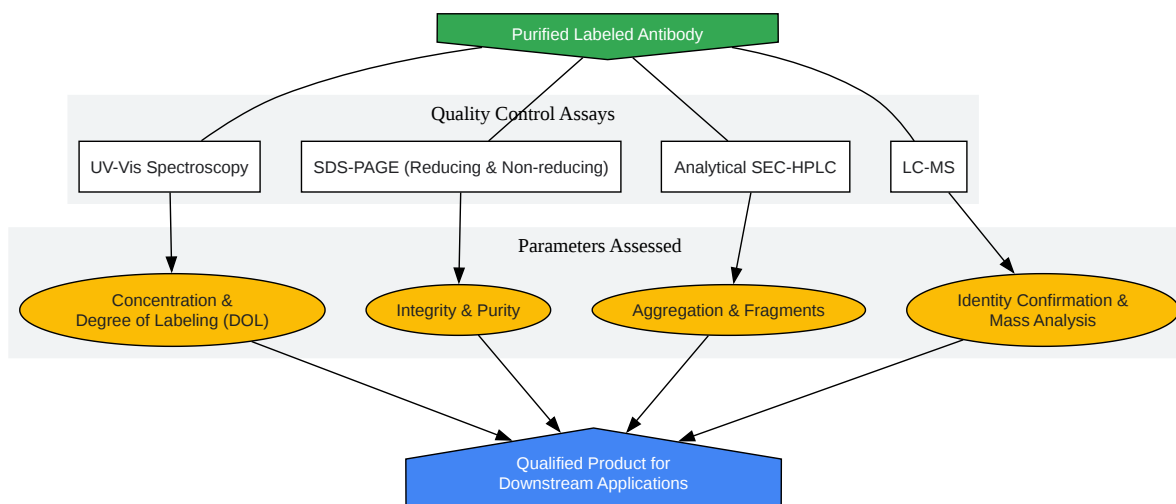 Purified Labeled Antibody
Quality Control Assays
UV-Vis Spectroscopy
SDS-PAGE (Reducing & Non-reducing)
Analytical SEC-HPLC
LC-MS
Parameters Assessed
Concentration &
Degree of Labeling (DOL)
Integrity & Purity
Aggregation & Fragments
Identity Confirmation &
Mass Analysis
Qualified Product for
Downstream Applications